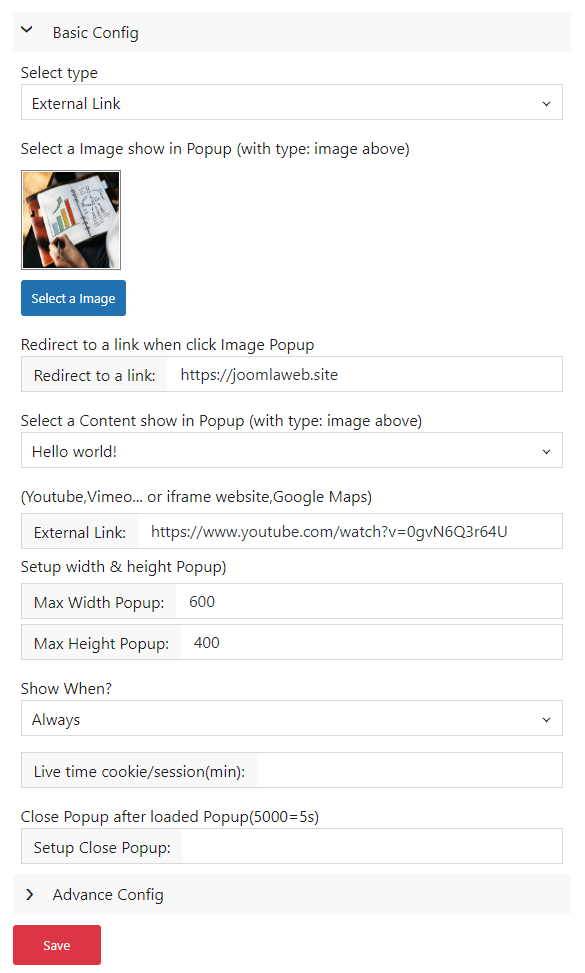 Basic Config
Select type
External Link
Select a Image show in Popup (with type: image above)
Select a Image
Redirect to a link when click Image Popup
Redirect to a link: https://joomlaweb.site
Select a Content show in Popup (with type: image above)
Hello world!
(Youtube,Vimeo... or iframe website,Google Maps)
External Link: https://www.youtube.com/watch?v=0gvN6Q3r64U
Setup width & height Popup)
Max Width Popup: 600
Max Height Popup: 400
Show When?
Always
Live time cookie/session(min):
Close Popup after loaded Popup(5000=5s)
Setup Close Popup:
Advance Config
Save